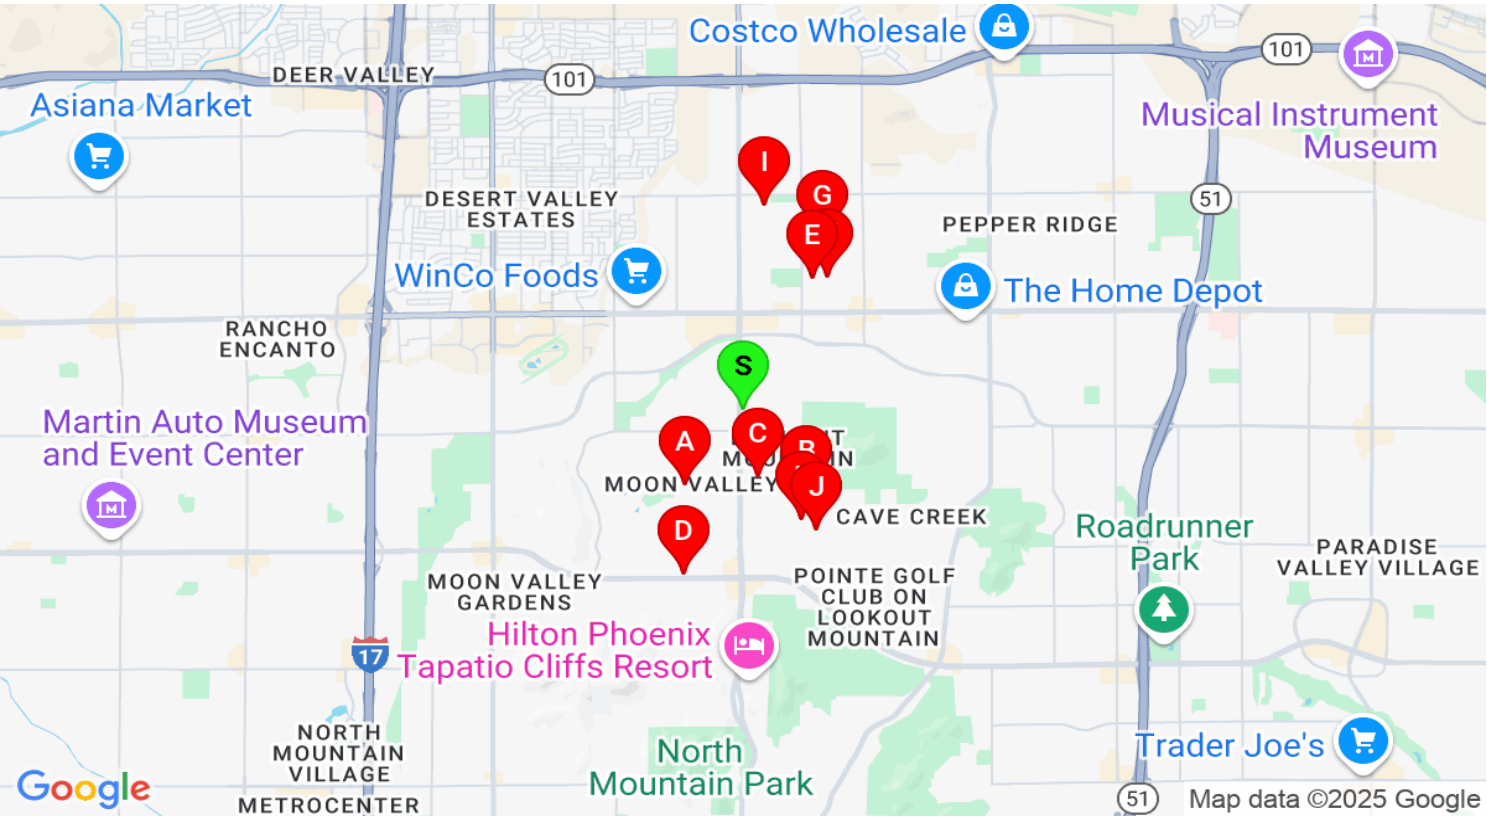 Costco Wholesale
101
DEER VALLEY
101
Asiana Market
Musical Instrument
Museum
I
G
DESERT VALLEY
ESTATES
51
PEPPER RIDGE
E
WinCo Foods
The Home Depot
RANCHO
ENCANTO
S
Martin Auto Museum
and Event Center
A
C
B
MOON VALLEY
J
CAVE CREEK
D
Roadrunner
Park
PARADISE
VALLEY VILLAGE
MOON VALLEY
GARDENS
POINTE GOLF
CLUB ON
LOOKOUT
MOUNTAIN
Hilton Phoenix
Tapatio Cliffs Resort
17
NORTH
MOUNTAIN
VILLAGE
North
Mountain Park
Trader Joe's
Google
METROCENTER
51
Map data ©2025 Google